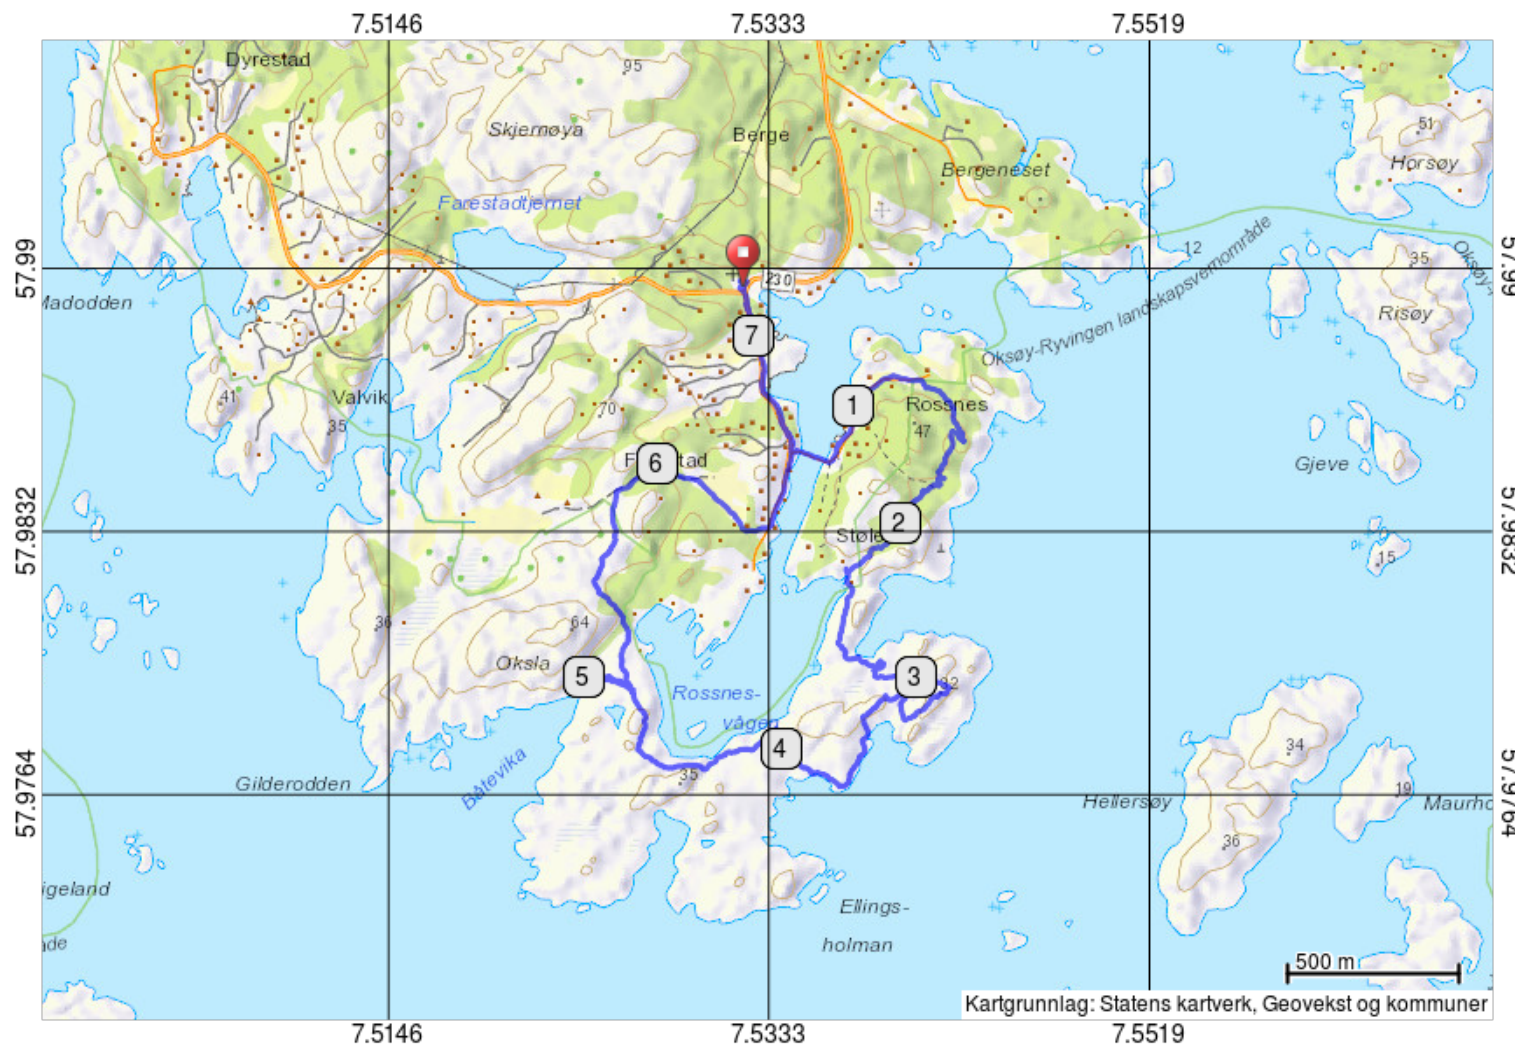 7.5146 7.5333 7.5519
Dyrestad
95
Skjernøya
Berge
51
Horsøy
Bergeneset
Farestadtjernet
12
57.99
57.99
Oksøy-Ryvingen landskapsvernområde
35
230
Madodden
Risøy
7
Valvik
41
35
70
1
Rossnes
47
Gjeve
6
57.9832
57.9832
2
Støle
15
36
64
Oksla
5
3
Rossnes-
vågen
4
35
34
Båtevika
Gilderodden
57.9764
57.9764
Hellersøy
19
36
Ellings-
holman
500 m
Kartgrunnlag: Statens kartverk, Geovekst og kommuner
7.5146 7.5333 7.5519